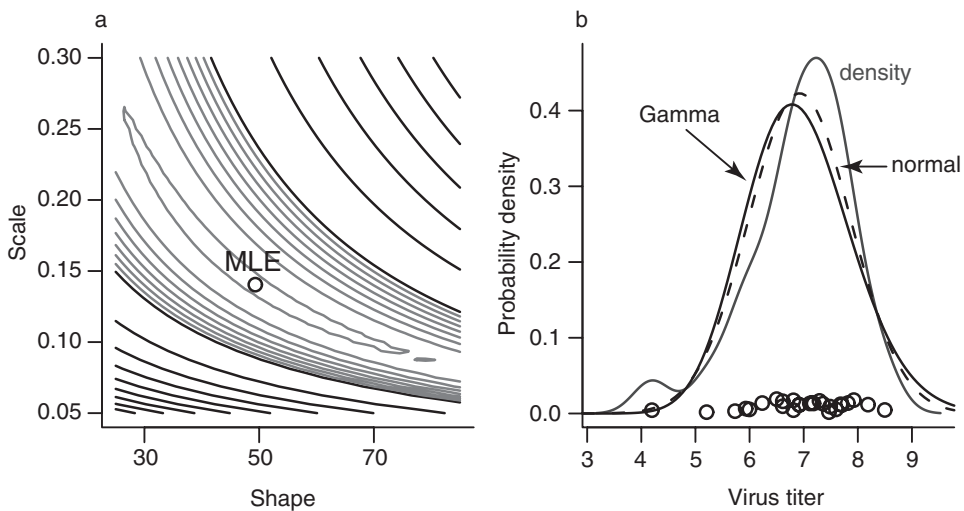 a
Scale
0.30
0.25
0.20
0.15
0.10
0.05
MLE
30
50
70
Shape
b
Probability density
0.4
0.3
0.2
0.1
0.0
density
Gamma
normal
3
4
5
6
7
8
9
Virus titer